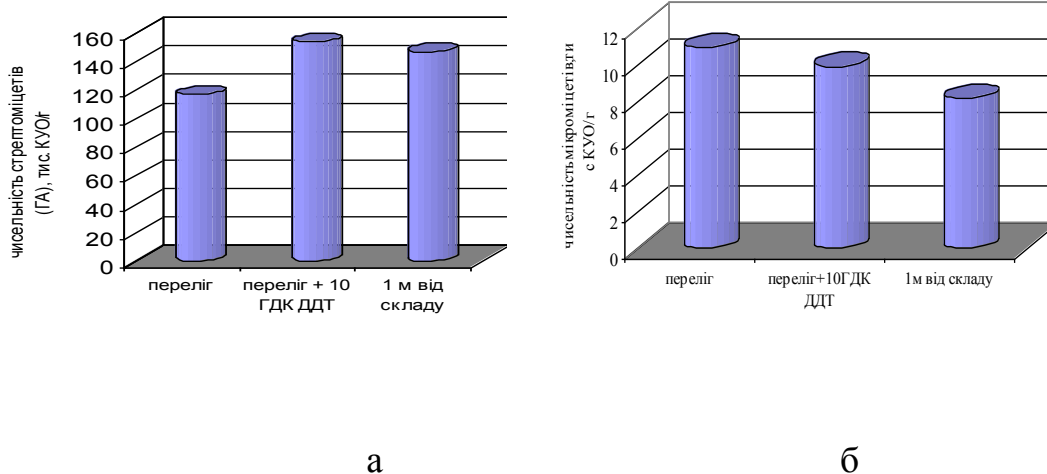 чисельність стрептоміцетів
(ГА), тис. КУО/г
160
140
120
100
80
60
40
20
0
переліг
переліг + 10
ГДК ДДТ
1 м від
складу
чисельність мікроміцетів,ти
с КУО/г
12
10
8
6
4
2
0
переліг
переліг+10ГДК
ДДТ
1м від складу
а
б